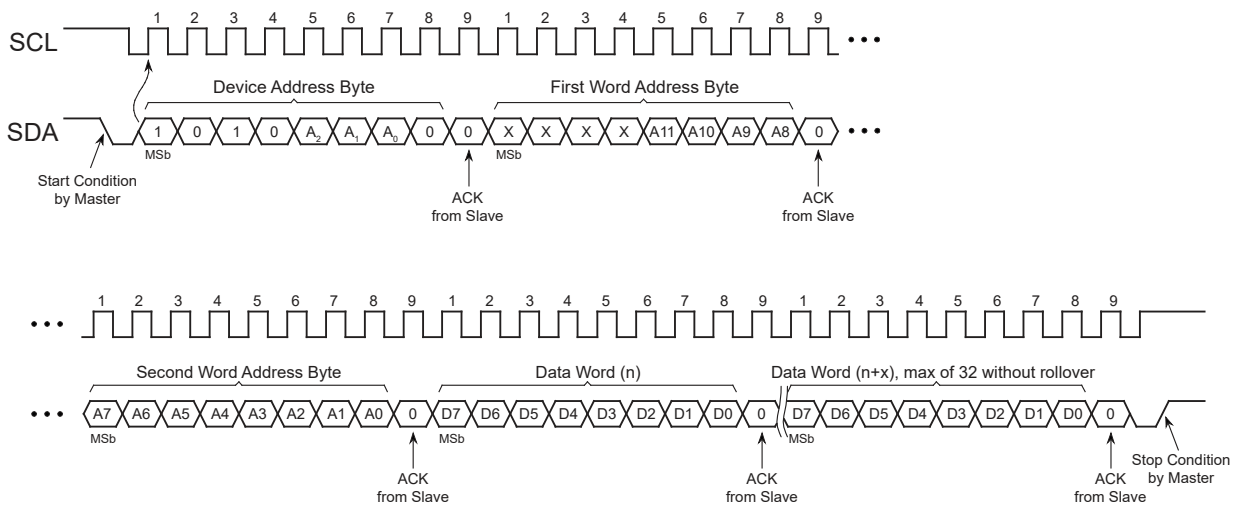 1 2 3 4 5 6 7 8 9 1 2 3 4 5 6 7 8 9
SCL
Device Address Byte First Word Address Byte
SDA 1 0 1 0 A₂ A₁ A₀ 0 0 X X X X A11 A10 A9 A8 0
MSb MSb
Start Condition
by Master
ACK
from Slave
ACK
from Slave
1 2 3 4 5 6 7 8 9 1 2 3 4 5 6 7 8 9 1 2 3 4 5 6 7 8 9
Second Word Address Byte Data Word (n) Data Word (n+x), max of 32 without rollover
A7 A6 A5 A4 A3 A2 A1 A0 0 D7 D6 D5 D4 D3 D2 D1 D0 0 D7 D6 D5 D4 D3 D2 D1 D0 0
MSb MSb MSb
ACK
from Slave
ACK
from Slave
ACK
from Slave
Stop Condition
by Master